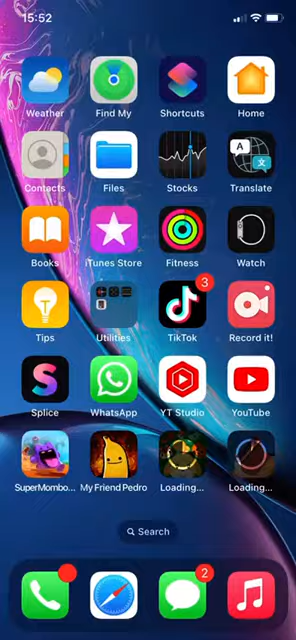 15:52
Weather Find My Shortcuts Home
A
文
Contacts Files Stocks Translate
Books iTunes Store Fitness Watch
3
Tips Utilities TikTok Record it!
Splice WhatsApp YT Studio YouTube
SuperMombo... My Friend Pedro Loading... Loading...
Search
2